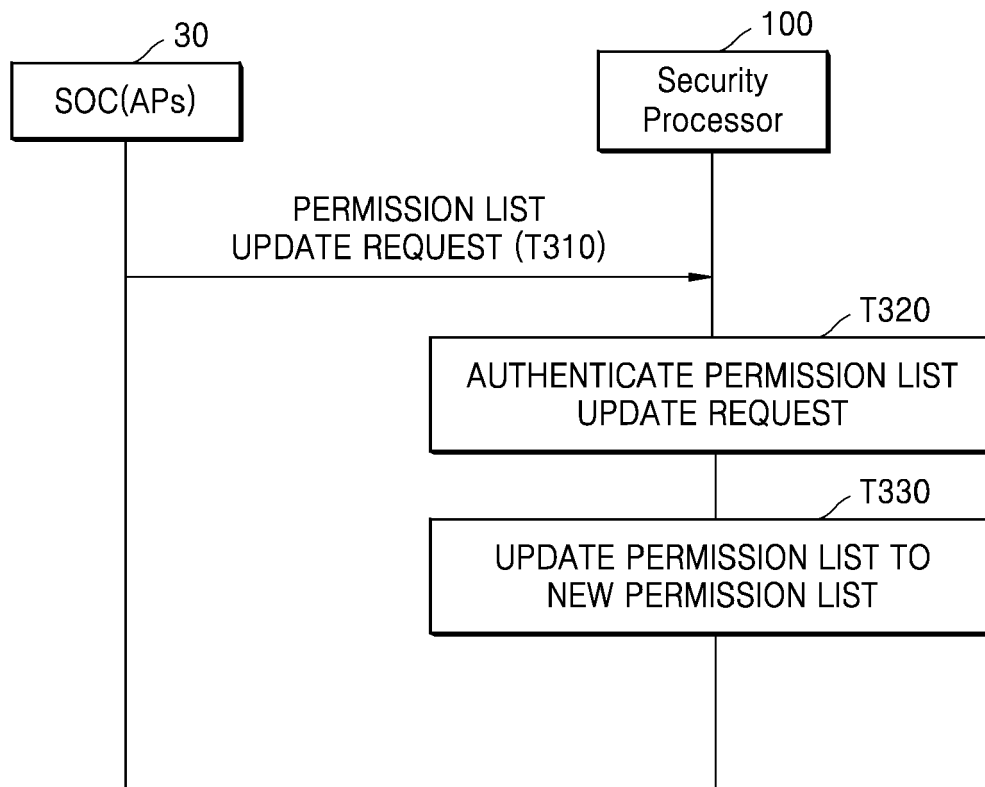 30
100
SOC(APs)
Security
Processor
PERMISSION LIST
UPDATE REQUEST (T310)
T320
AUTHENTICATE PERMISSION LIST
UPDATE REQUEST
T330
UPDATE PERMISSION LIST TO
NEW PERMISSION LIST